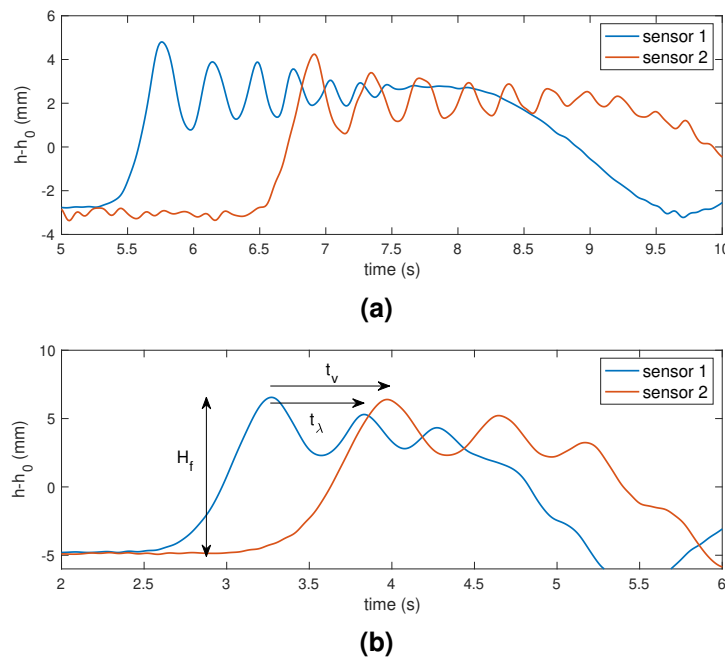 6
4
2
0
-2
-4
h-h0 (mm)
sensor 1
sensor 2
5 5.5 6 6.5 7 7.5 8 8.5 9 9.5 10
time (s)
(a)
10
5
0
-5
h-h0 (mm)
tv
tλ
Hf
sensor 1
sensor 2
2 2.5 3 3.5 4 4.5 5 5.5 6
time (s)
(b)